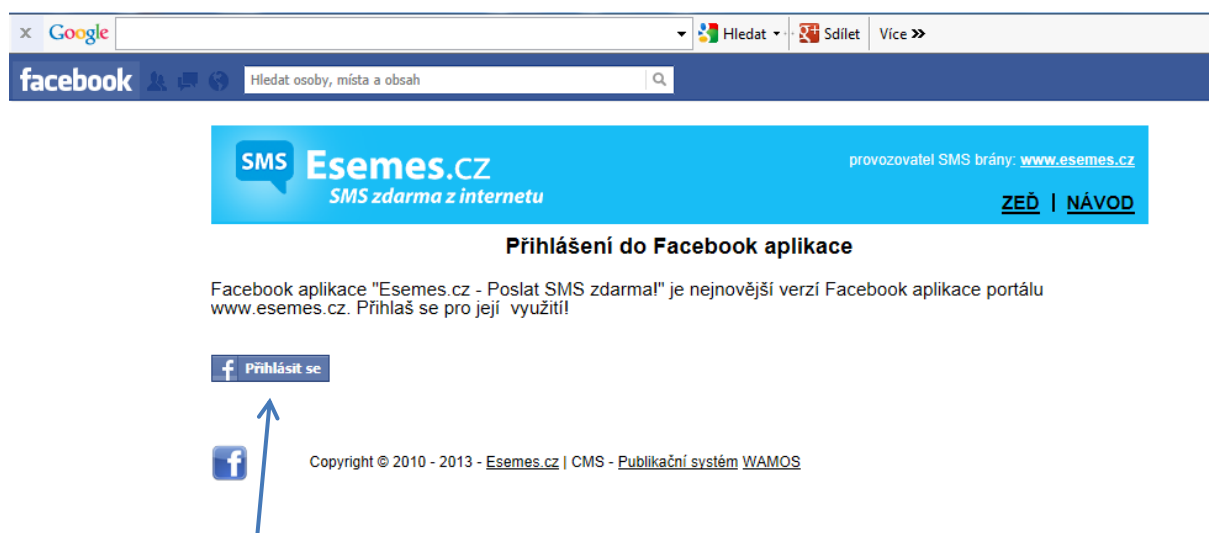 x Google Hledat Sdílet Více »
facebook Hledat osoby, místa a obsah
SMS Esemes.cz
SMS zdarma z internetu
provozovatel SMS brány: www.esemes.cz
ZEĎ | NÁVOD
Přihlášení do Facebook aplikace
Facebook aplikace "Esemes.cz - Poslat SMS zdarma!" je nejnovější verzí Facebook aplikace portálu
www.esemes.cz. Přihlaš se pro její využití!
f Přihlásit se
f Copyright © 2010 - 2013 - Esemes.cz | CMS - Publikační systém WAMOS